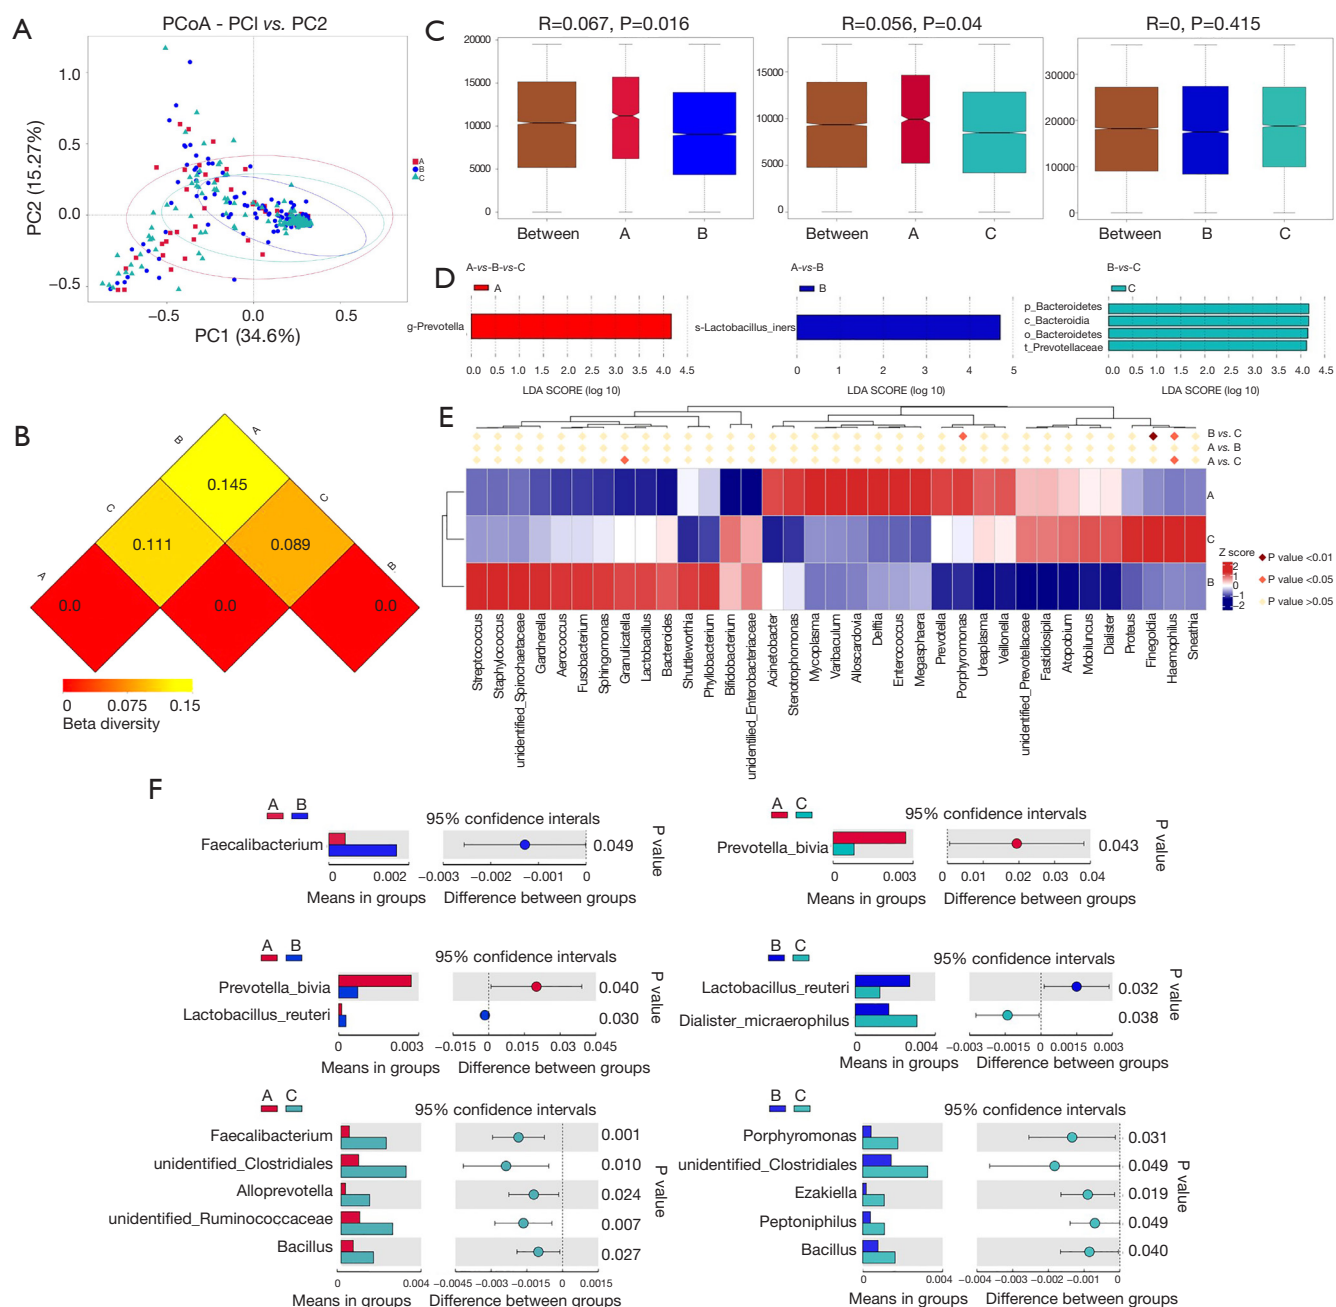 A
PCoA - PCI vs. PC2
PC2 (15.27%)
1.0
0.5
0.0
−0.5
−0.5
0.0
0.5
PC1 (34.6%)
A
B
C
B
B
A
C
C
A
B
0.145
0.111
0.089
0.0
0.0
0.0
0
0.075
0.15
Beta diversity
C
R=0.067, P=0.016
20000
15000
10000
5000
0
Between
A
B
R=0.056, P=0.04
15000
10000
5000
0
Between
A
C
R=0, P=0.415
30000
20000
10000
0
Between
B
C
D
A-vs-B-vs-C
A
g-Prevotella
0.0 0.5 1.0 1.5 2.0 2.5 3.0 3.5 4.0 4.5
LDA SCORE (log 10)
A-vs-B
B
s-Lactobacillus_iners
0 1 2 3 4 5
LDA SCORE (log 10)
B-vs-C
C
p_Bacteroidetes
c_Bacteroidia
o_Bacteroidetes
t_Prevotellaceae
0.0 0.5 1.0 1.5 2.0 2.5 3.0 3.5 4.0 4.5
LDA SCORE (log 10)
E
B vs. C
A vs. B
A vs. C
A
C
B
Z score
2
1
0
−1
−2
P value <0.01
P value <0.05
P value >0.05
Streptococcus
Staphylococcus
unidentified_Spirochaetaceae
Gardnerella
Aerococcus
Fusobacterium
Sphingomonas
Granulicatella
Lactobacillus
Bacteroides
Shuttleworthia
Phyllobacterium
Bifidobacterium
unidentilied_Enterobacteriaceae
Acinetobacter
Stenotrophomonas
Mycoplasma
Varibaculum
Alloscardovia
Delftia
Enterococcus
Megasphaera
Prevotella
Porphyromonas
Ureaplasma
Veillonella
unidentified_Prevotellaceae
Fastidiosipila
Atopobium
Mobiluncus
Dialister
Proteus
Finegoldia
Haemophilus
Sneathia
F
A B
95% confidence intervals
Faecalibacterium
0.049
P value
0 0.002
−0.003 −0.002 −0.001 0
Means in groups
Difference between groups
A C
95% confidence intervals
Prevotella_bivia
0.043
P value
0 0.003
0 0.01 0.02 0.03 0.04
Means in groups
Difference between groups
A B
95% confidence intervals
Prevotella_bivia
0.040
Lactobacillus_reuteri
0.030
P value
0 0.003
−0.015 0 0.015 0.03 0.045
Means in groups
Difference between groups
B C
95% confidence intervals
Lactobacillus_reuteri
0.032
Dialister_micraerophilus
0.038
P value
0 0.004
−0.003 −0.0015 0 0.0015 0.003
Means in groups
Difference between groups
A C
95% confidence intervals
Faecalibacterium
0.001
unidentified_Clostridiales
0.010
Alloprevotella
0.024
unidentified_Ruminococcaceae
0.007
Bacillus
0.027
P value
0 0.004
−0.0045 −0.003 −0.0015 0 0.0015
Means in groups
Difference between groups
B C
95% confidence intervals
Porphyromonas
0.031
unidentified_Clostridiales
0.049
Ezakiella
0.019
Peptoniphilus
0.049
Bacillus
0.040
P value
0 0.004
−0.004 −0.003 −0.002 −0.001 0
Means in groups
Difference between groups